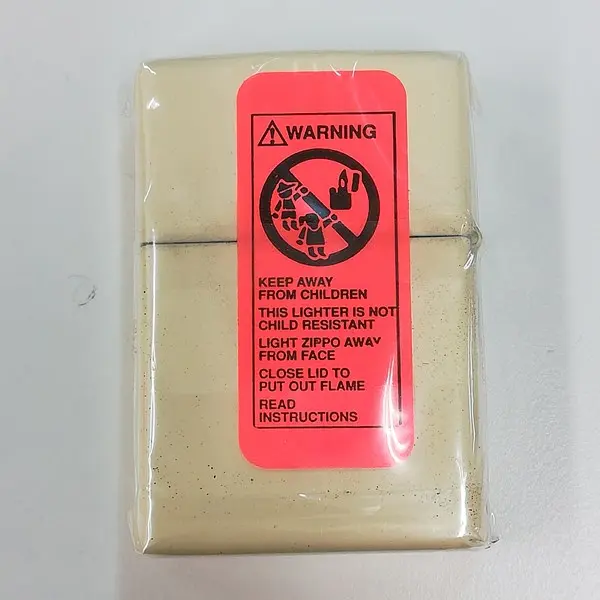 ⚠WARNING
KEEP AWAY
FROM CHILDREN
THIS LIGHTER IS NOT
CHILD RESISTANT
LIGHT ZIPPO AWAY
FROM FACE
CLOSE LID TO
PUT OUT FLAME
READ
INSTRUCTIONS